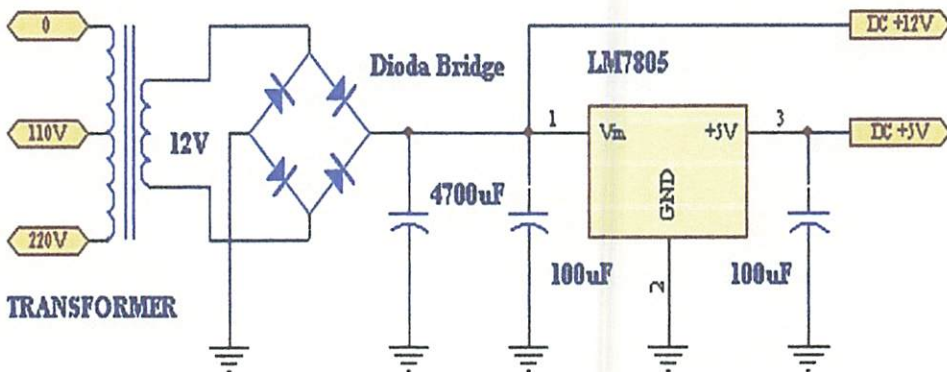 0
DC +12V
Dioda Bridge
LM7805
110V
12V
1
Vin
+5V
3
DC +5V
GND
4700uF
220V
100uF
2
100uF
TRANSFORMER